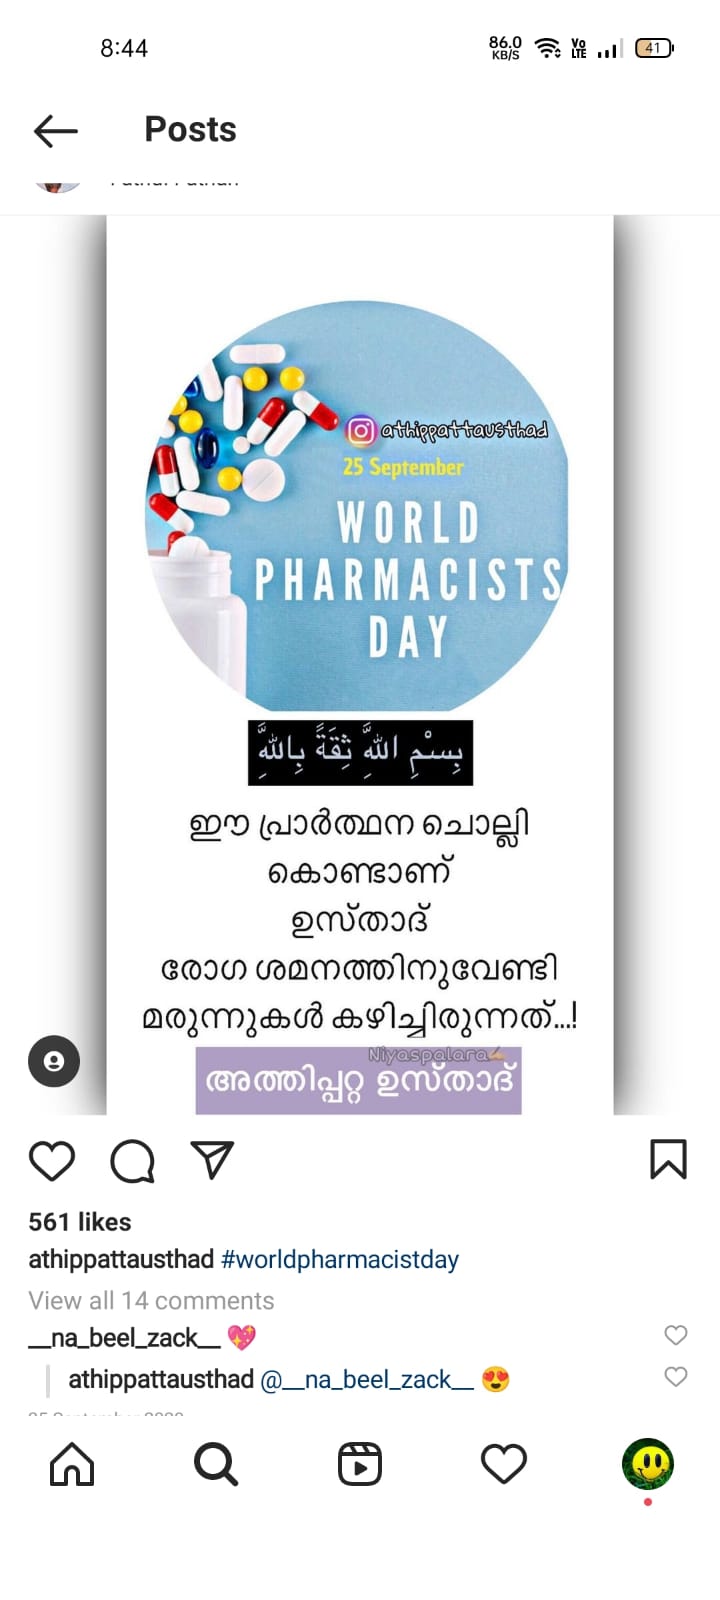 8:44
86.0
KB/S
Vo
LTE
41
Posts
athippattausthad
25 September
WORLD
PHARMACISTS
DAY
بِسْمِ اللَّهِ ثِقَةً بِاللَّهِ
ഈ പ്രാർത്ഥന ചൊല്ലി
കൊണ്ടാണ്
ഉസ്താദ്
രോഗ ശമനത്തിനുവേണ്ടി
മരുന്നുകൾ കഴിച്ചിരുന്നത്...!
Niyaspalara✍️
അത്തിപ്പറ്റ ഉസ്താദ്
561 likes
athippattausthad #worldpharmacistday
View all 14 comments
__na_beel_zack__ 💖
athippattausthad @__na_beel_zack__ 😍